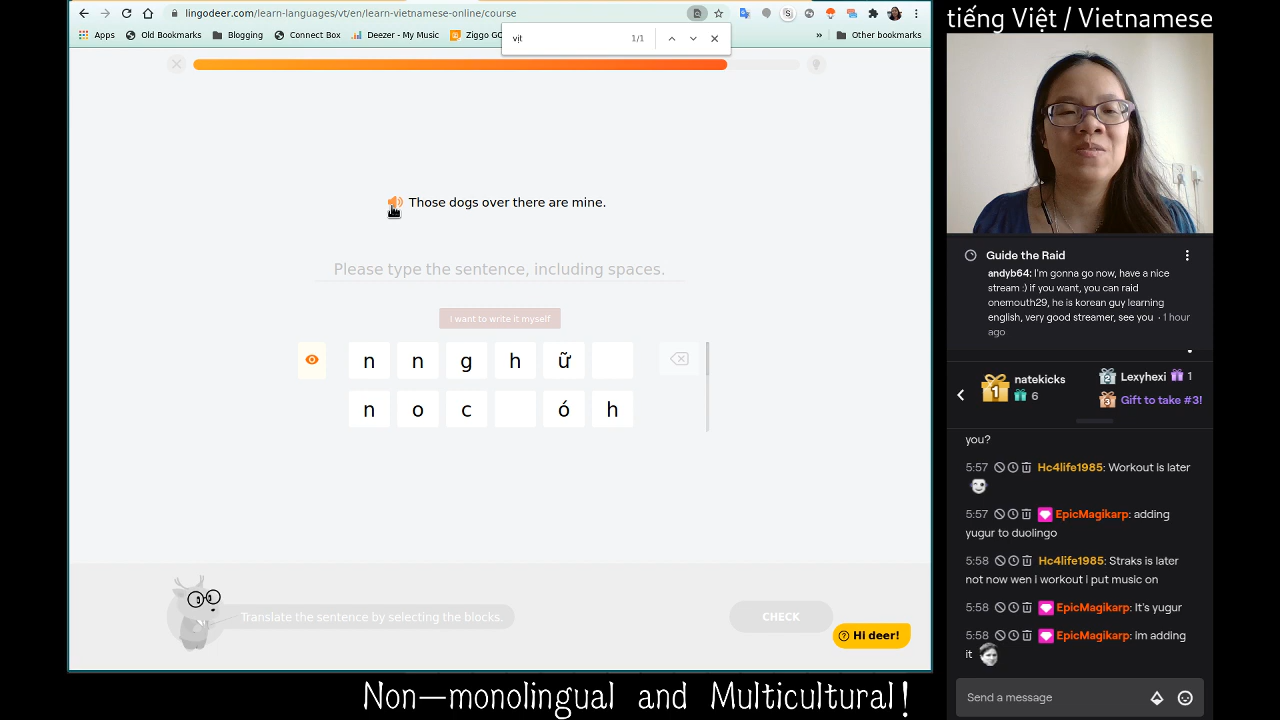 lingodeer.com/learn-languages/vt/en/learn-vietnamese-online/course
Apps Old Bookmarks Blogging Connect Box Deezer - My Music Ziggo GO » Other bookmarks
vịt 1/1
Those dogs over there are mine.
Please type the sentence, including spaces.
I want to write it myself
n n g h ữ
n o c ó h
Translate the sentence by selecting the blocks.
CHECK
Hi deer!
Non-monolingual and Multicultural!
tiếng Việt / Vietnamese
Guide the Raid
andyb64: I'm gonna go now, have a nice
stream :) if you want, you can raid
onemouth29, he is korean guy learning
english, very good streamer, see you • 1 hour
ago
1 natekicks
6
2 Lexyhexi 1
3 Gift to take #3!
you?
5:57 Hc4life1985: Workout is later
5:57 EpicMagikarp: adding
yugur to duolingo
5:58 Hc4life1985: Straks is later
not now wen i workout i put music on
5:58 EpicMagikarp: It's yugur
5:58 EpicMagikarp: im adding
it
Send a message